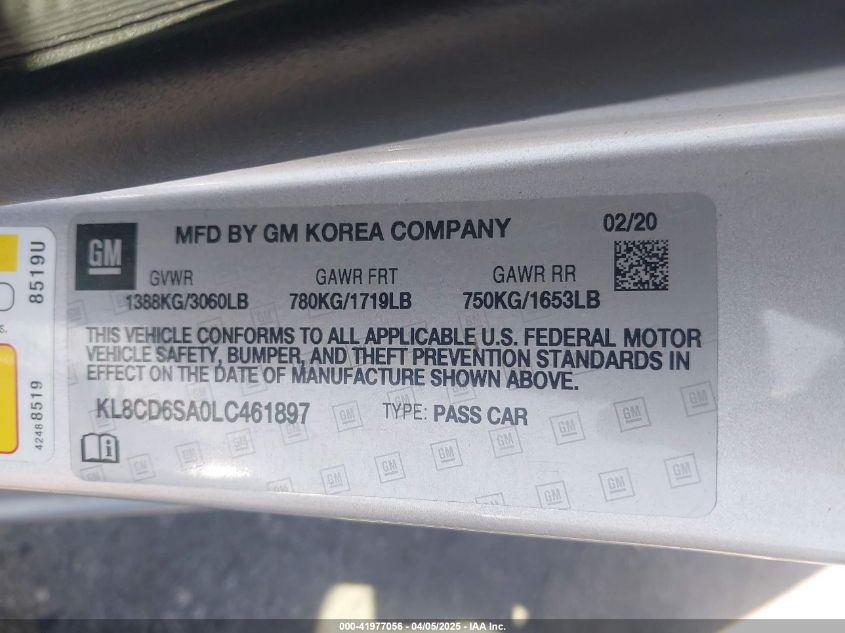 GM
MFD BY GM KOREA COMPANY
02/20
GVWR
GAWR FRT
GAWR RR
1388KG/3060LB
780KG/1719LB
750KG/1653LB
THIS VEHICLE CONFORMS TO ALL APPLICABLE U.S. FEDERAL MOTOR
VEHICLE SAFETY, BUMPER, AND THEFT PREVENTION STANDARDS IN
EFFECT ON THE DATE OF MANUFACTURE SHOWN ABOVE.
KL8CD6SA0LC461897
TYPE: PASS CAR
8519U
42488519
000-41977056 - 04/05/2025 - IAA Inc.